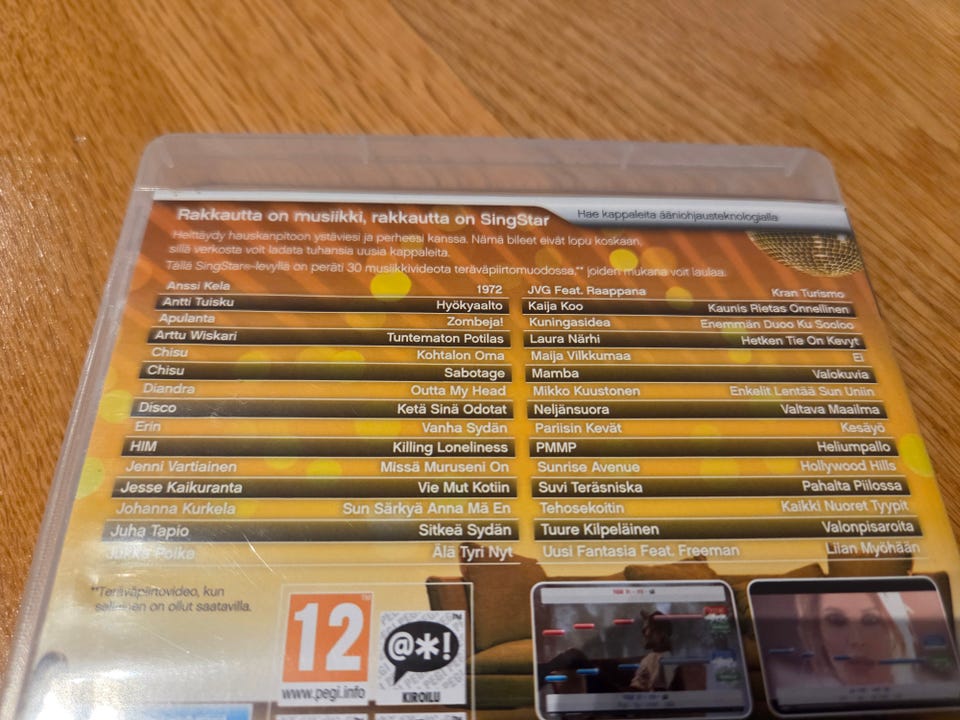 Rakkautta on musiikki, rakkautta on SingStar
Hae kappaleita ääniohjausteknologialla
Heittäydy hauskanpitoon ystäviesi ja perheesi kanssa. Nämä bileet eivät lopu koskaan,
sillä verkosta voit ladata tuhansia uusia kappaleita.
Tällä SingStar®-levyllä on peräti 30 musiikkivideota teräväpiirtomuodossa,** joiden mukana voit laulaa:
Anssi Kela 1972
Antti Tuisku Hyökyaalto
Apulanta Zombeja!
Arttu Wiskari Tuntematon Potilas
Chisu Kohtalon Oma
Chisu Sabotage
Diandra Outta My Head
Disco Ketä Sinä Odotat
Erin Vanha Sydän
HIM Killing Loneliness
Jenni Vartiainen Missä Muruseni On
Jesse Kaikuranta Vie Mut Kotiin
Johanna Kurkela Sun Särkyä Anna Mä En
Juha Tapio Sitkeä Sydän
Jukka Poika Älä Tyri Nyt
JVG Feat. Raappana Kran Turismo
Kaija Koo Kaunis Rietas Onnellinen
Kuningasidea Enemmän Duoo Ku Sooloo
Laura Närhi Hetken Tie On Kevyt
Maija Vilkkumaa Ei
Mamba Valokuvia
Mikko Kuustonen Enkelit Lentää Sun Uniin
Neljänsuora Valtava Maailma
Pariisin Kevät Kesäyö
PMMP Heliumpallo
Sunrise Avenue Hollywood Hills
Suvi Teräsniska Pahalta Piilossa
Tehosekoitin Kaikki Nuoret Tyypit
Tuure Kilpeläinen Valonpisaroita
Uusi Fantasia Feat. Freeman Liian Myöhään
**Teräväpiirtovideo, kun
sellainen on ollut saatavilla.
12
www.pegi.info
PEGI
@*!
KIROILU